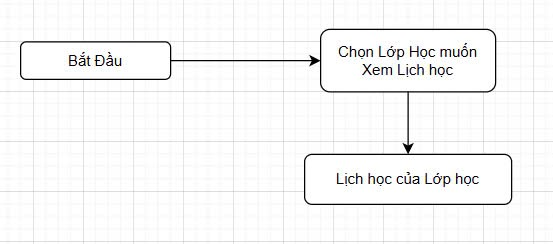 Bắt Đầu
Chọn Lớp Học muốn
Xem Lịch học
Lịch học của Lớp học